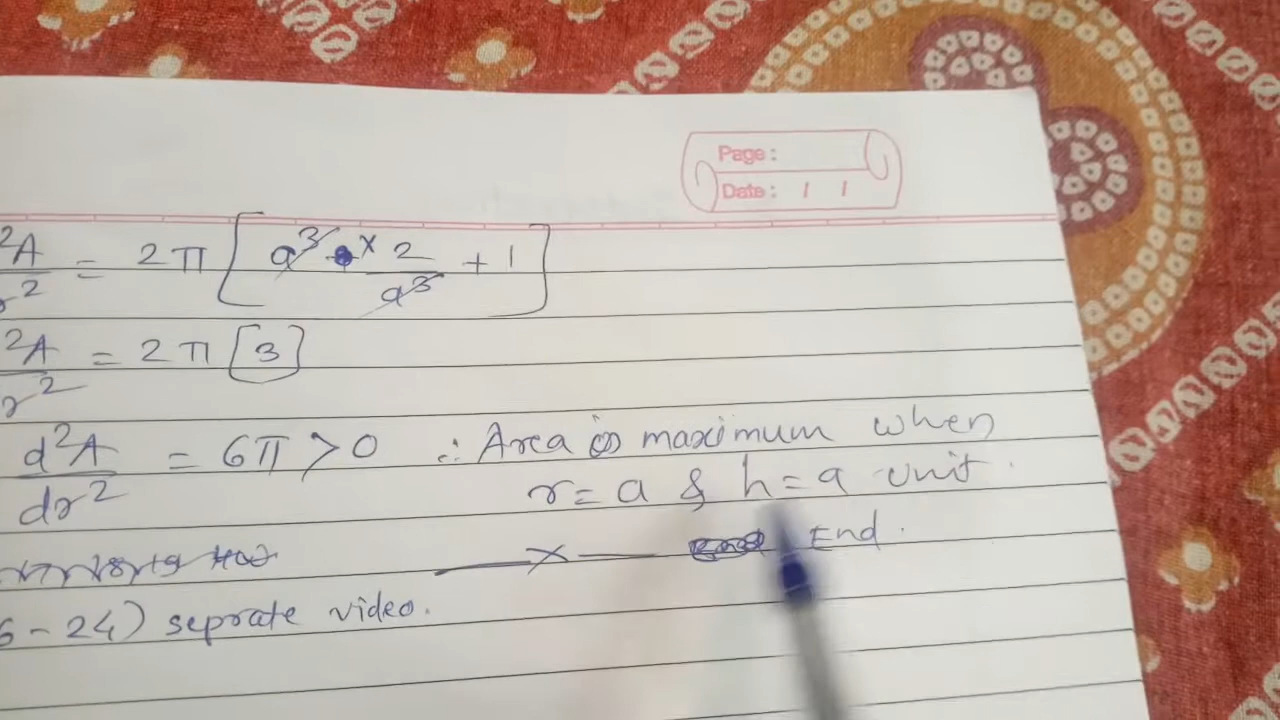 Page :
Date : / /
²A/r² = 2π [a³ × 2/a³ + 1]
²A/r² = 2π [3]
d²A/dr² = 6π > 0 ∴ Area is maximum when
r = a & h = a unit.
—x— End.
6 - 24) seprate video.